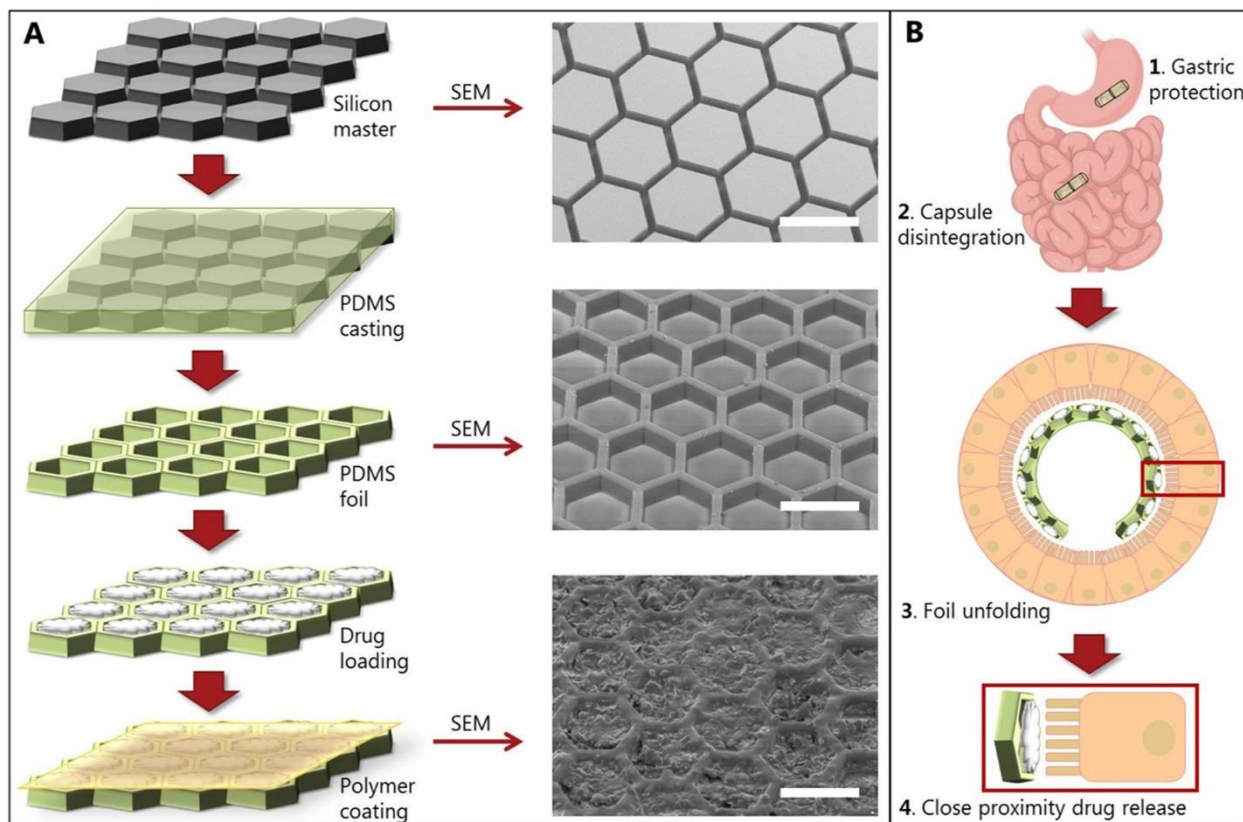 A
Silicon
master
SEM
PDMS
casting
PDMS
foil
SEM
Drug
loading
Polymer
coating
SEM
B
1. Gastric
protection
2. Capsule
disintegration
3. Foil unfolding
4. Close proximity drug release